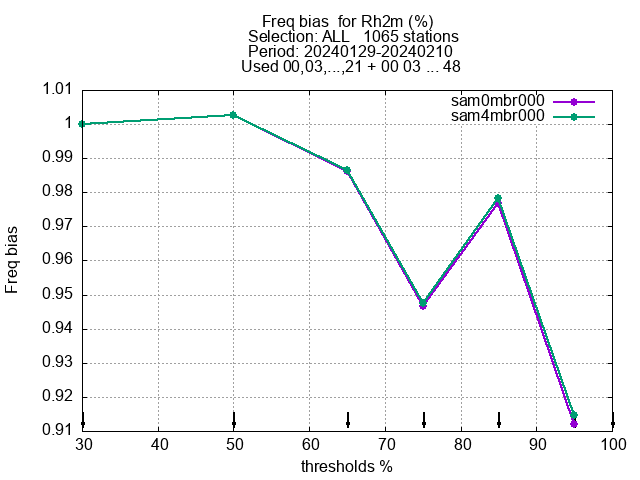 Freq bias  for Rh2m (%)
Selection: ALL   1065 stations
Period: 20240129-20240210
Used 00,03,...,21 + 00 03 ... 48
sam0mbr000
sam4mbr000
1.01
1
0.99
0.98
0.97
0.96
0.95
0.94
0.93
0.92
0.91
Freq bias
30 40 50 60 70 80 90 100
thresholds %